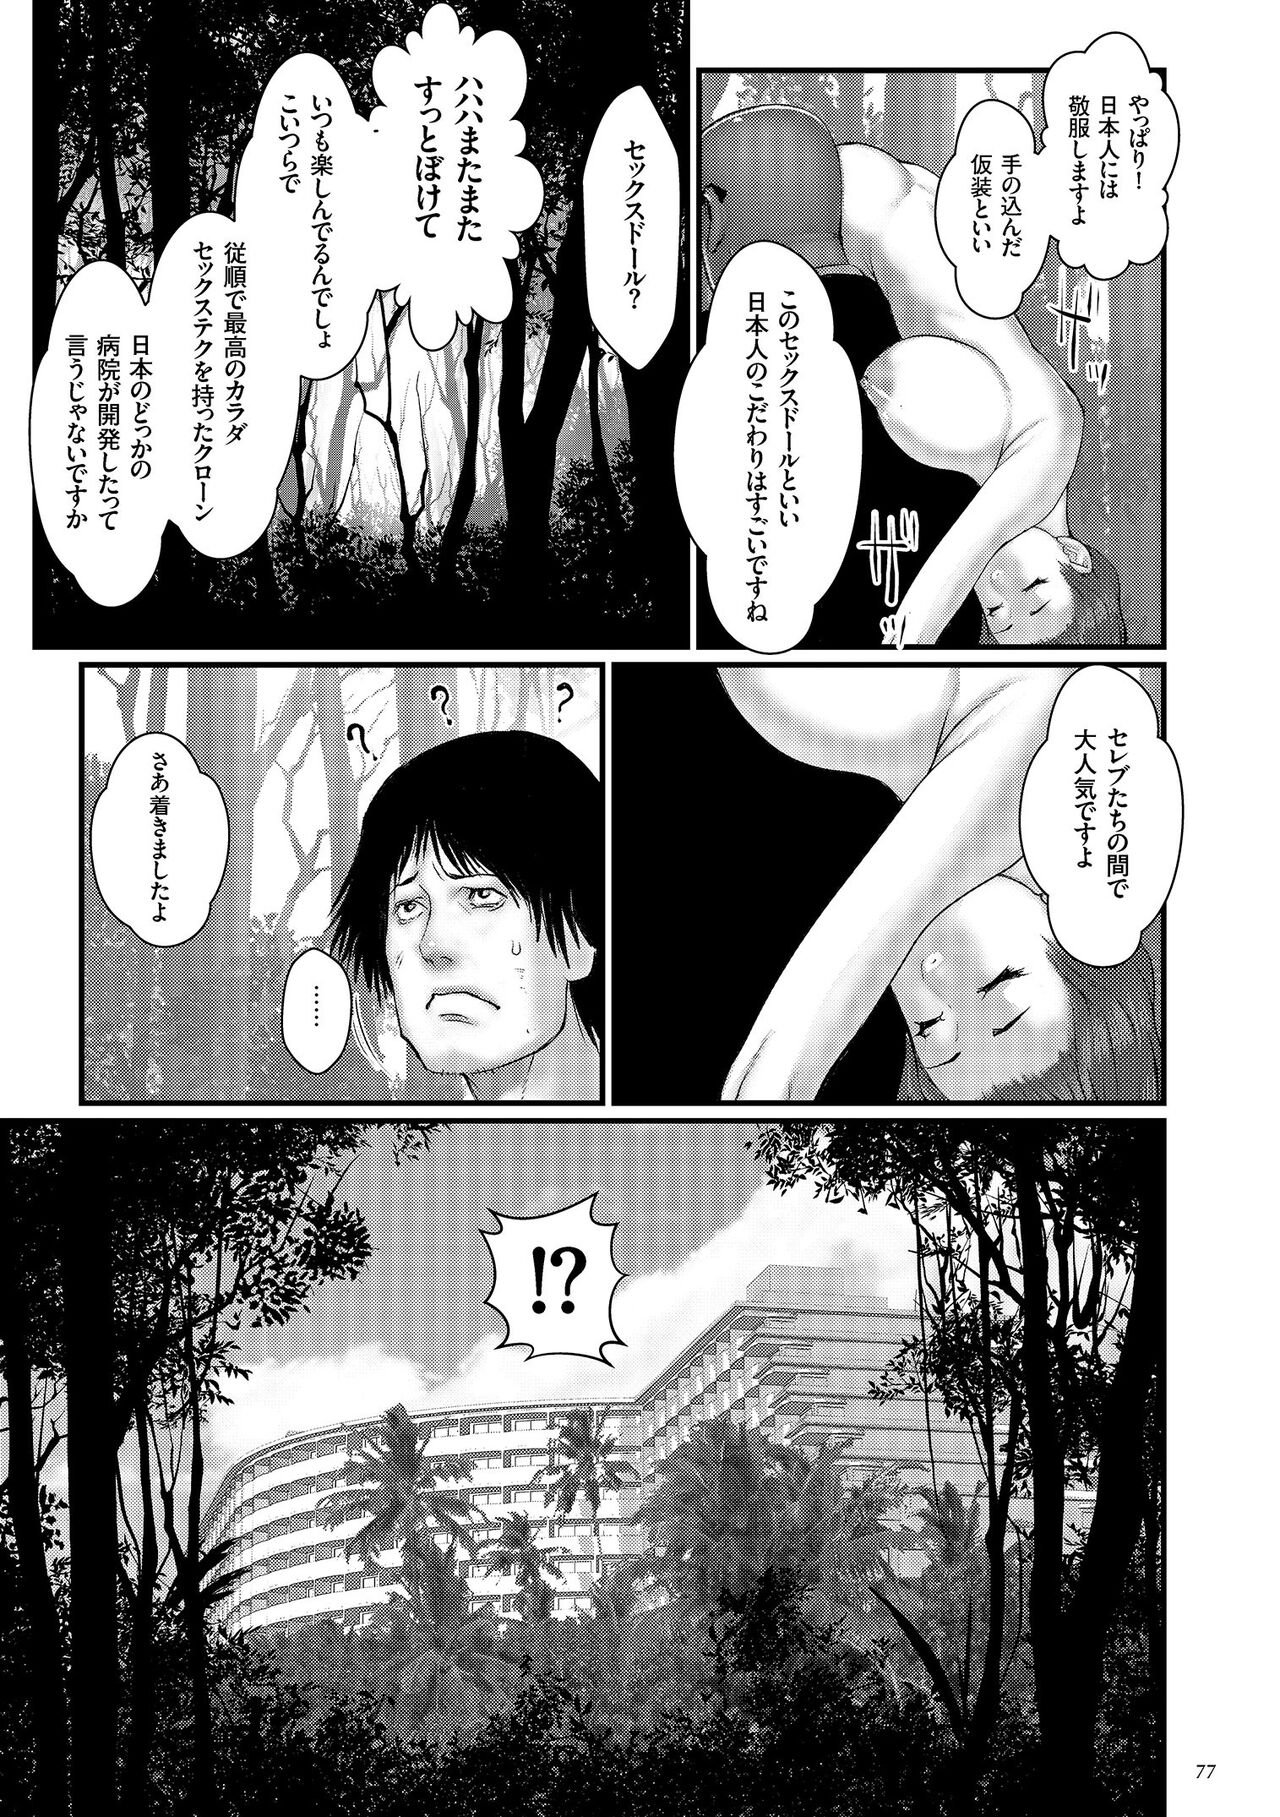 やっぱり！
日本人には
敬服しますよ
手の込んだ
仮装といい
ザッ
ザッ
このセックスドールといい
日本人のこだわりはすごいですね
セックスドール？
ハハハまたまた
すっとぼけて
いつも楽しんでるんでしょ
こいつらで
従順で最高のカラダ
セックステクを持ったクローン
日本のどっかの
病院が開発したって
言うじゃないですか
セレブたちの間で
大人気ですよ
？
？
？
さあ着きましたよ
……
!?
77